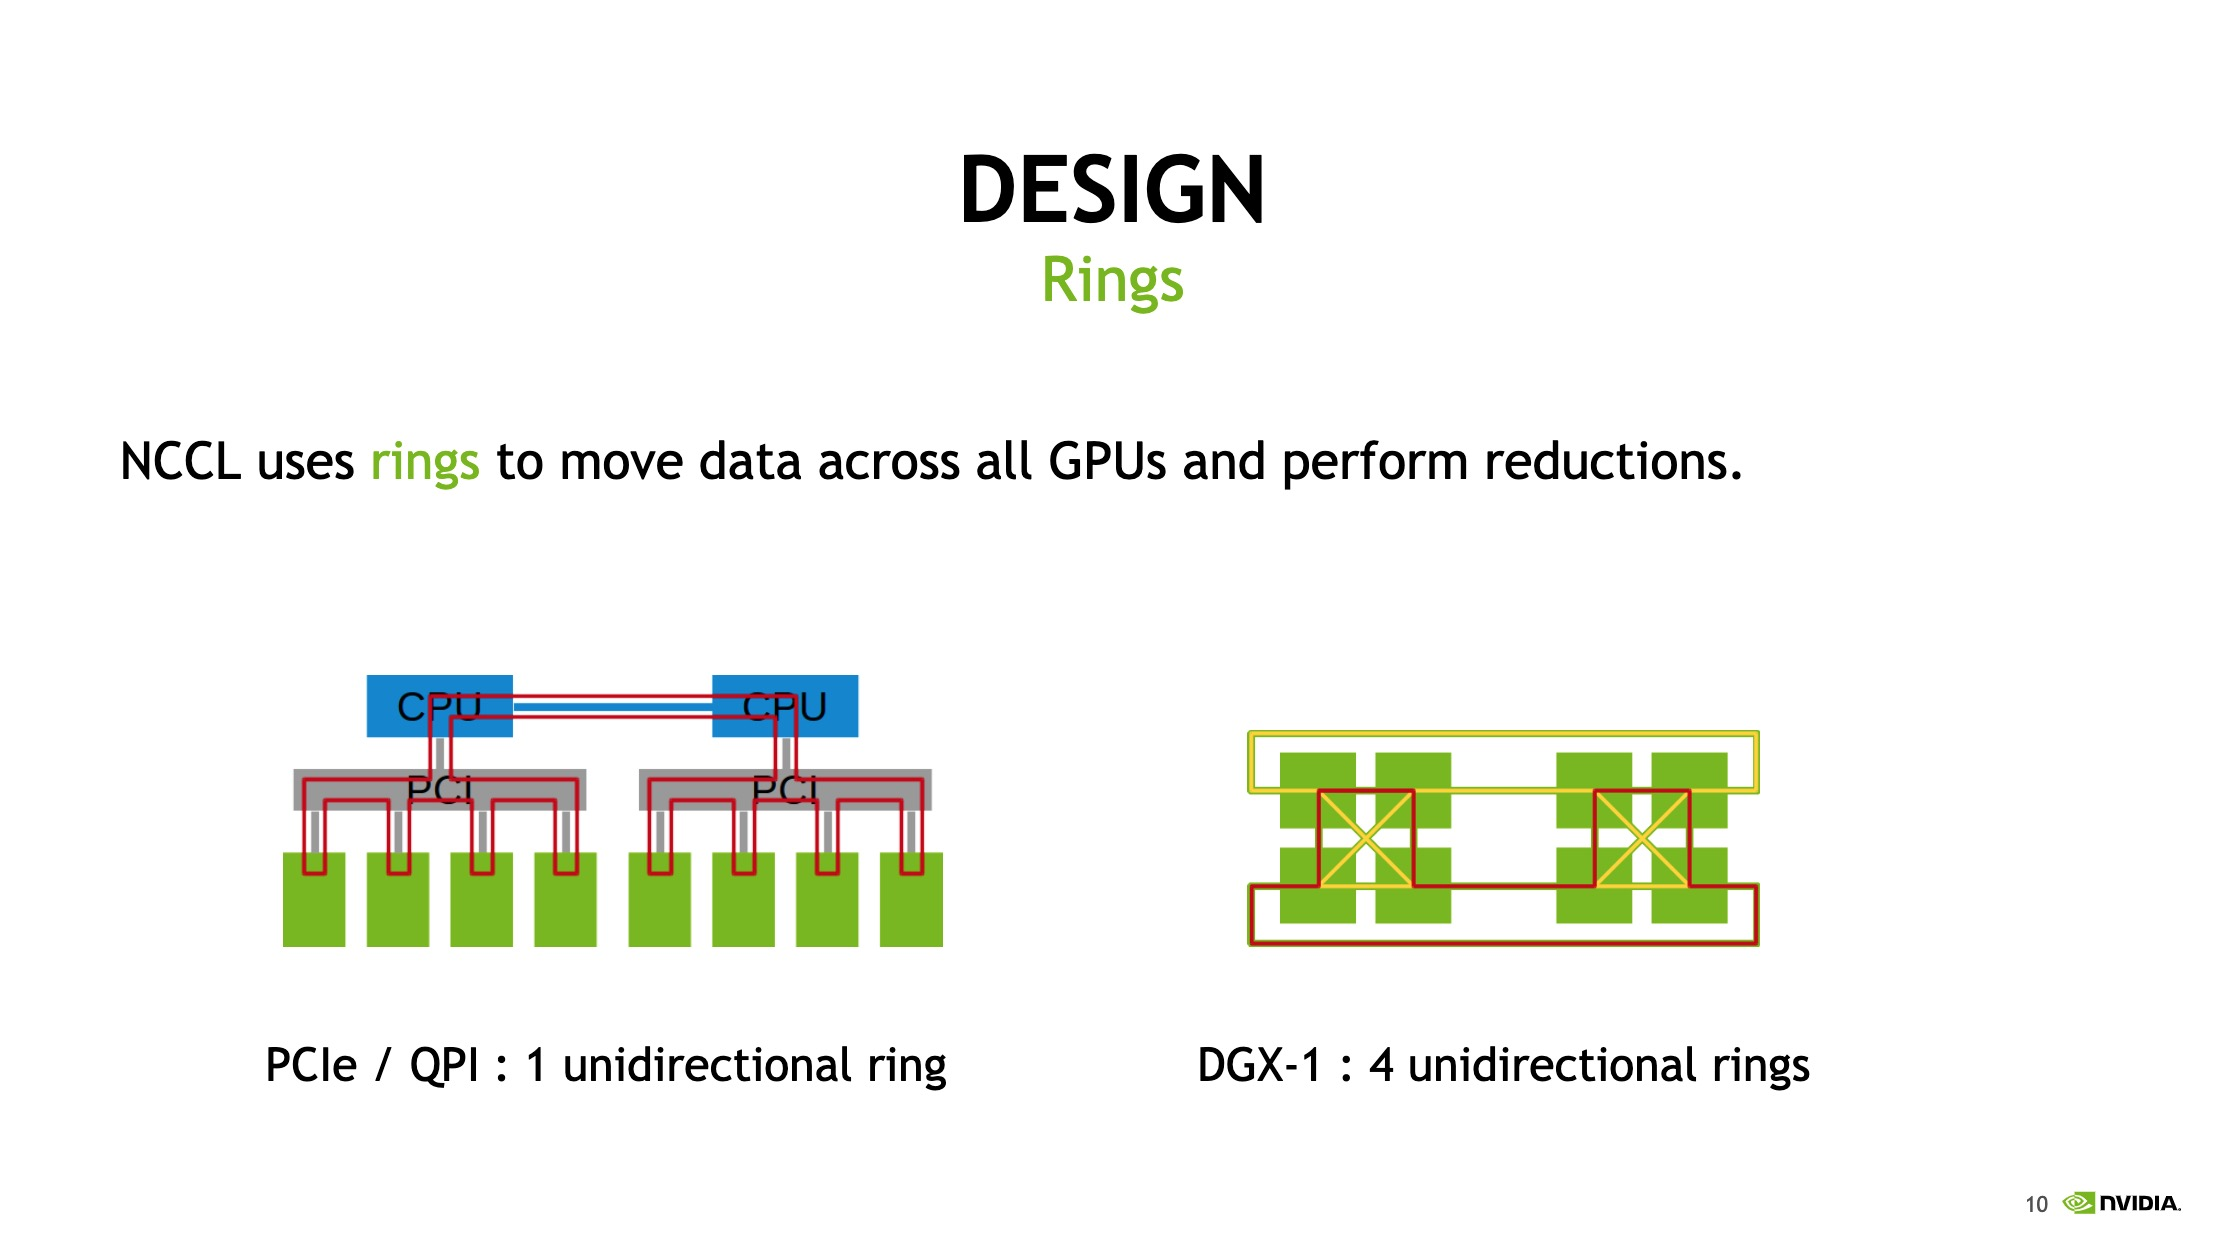 DESIGN
Rings
NCCL uses rings to move data across all GPUs and perform reductions.
CPU CPU
PCI PCI
PCIe / QPI : 1 unidirectional ring
DGX-1 : 4 unidirectional rings
10 NVIDIA.